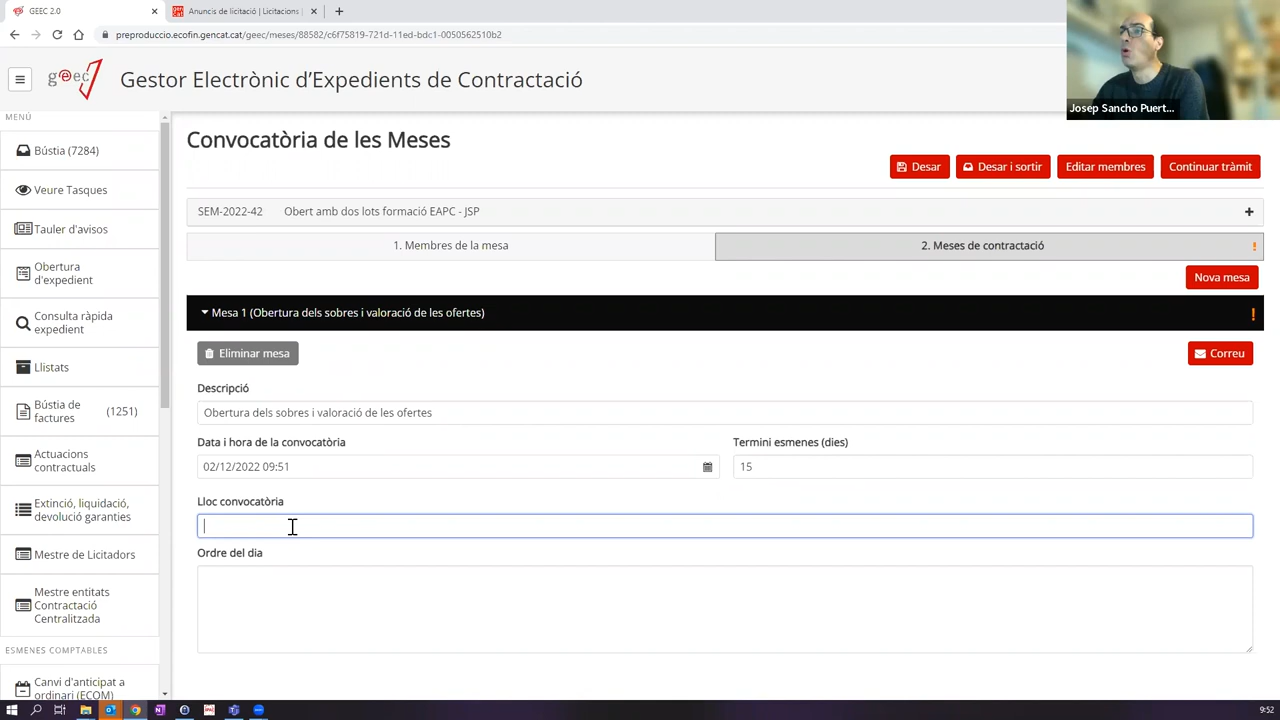 GEEC 2.0
Anuncis de licitació | Licitacions
preproduccio.ecofin.gencat.cat/geec/meses/88582/c6f75819-721d-11ed-bdc1-0050562510b2
geec Gestor Electrònic d'Expedients de Contractació
Josep Sancho Puert...
MENÚ
Bústia (7284)
Veure Tasques
Tauler d'avisos
Obertura
d'expedient
Consulta ràpida
expedient
Llistats
Bústia de
factures (1251)
Actuacions
contractuals
Extinció, liquidació,
devolució garanties
Mestre de Licitadors
Mestre entitats
Contractació
Centralitzada
ESMENES COMPTABLES
Canvi d'anticipat a
ordinari (ECOM)
Convocatòria de les Meses
Desar Desar i sortir Editar membres Continuar tràmit
SEM-2022-42 Obert amb dos lots formació EAPC - JSP
1. Membres de la mesa 2. Meses de contractació
Nova mesa
Mesa 1 (Obertura dels sobres i valoració de les ofertes)
Eliminar mesa Correu
Descripció
Obertura dels sobres i valoració de les ofertes
Data i hora de la convocatòria Termini esmenes (dies)
02/12/2022 09:51 15
Lloc convocatòria
Ordre del dia
9:52